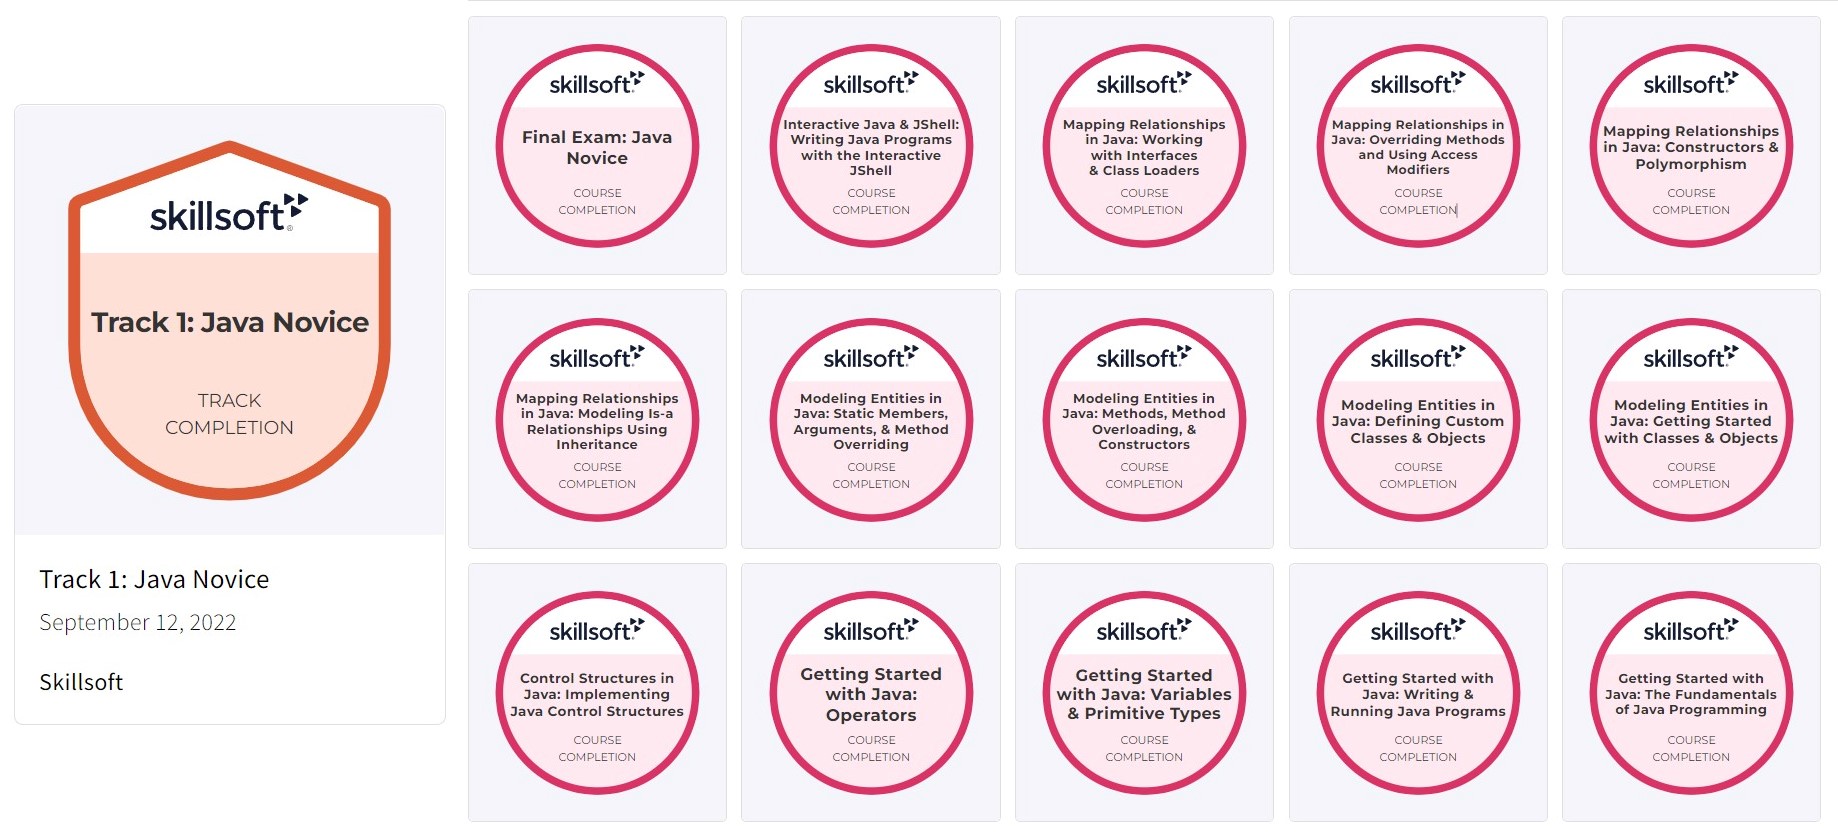 skillsoft
Track 1: Java Novice
TRACK
COMPLETION
Track 1: Java Novice
September 12, 2022
Skillsoft
skillsoft
Final Exam: Java
Novice
COURSE
COMPLETION
skillsoft
Interactive Java & JShell:
Writing Java Programs
with the Interactive
JShell
COURSE
COMPLETION
skillsoft
Mapping Relationships
in Java: Working
with Interfaces
& Class Loaders
COURSE
COMPLETION
skillsoft
Mapping Relationships in
Java: Overriding Methods
and Using Access
Modifiers
COURSE
COMPLETION
skillsoft
Mapping Relationships
in Java: Constructors &
Polymorphism
COURSE
COMPLETION
skillsoft
Mapping Relationships
in Java: Modeling Is-a
Relationships Using
Inheritance
COURSE
COMPLETION
skillsoft
Modeling Entities in
Java: Static Members,
Arguments, & Method
Overriding
COURSE
COMPLETION
skillsoft
Modeling Entities in
Java: Methods, Method
Overloading, &
Constructors
COURSE
COMPLETION
skillsoft
Modeling Entities in
Java: Defining Custom
Classes & Objects
COURSE
COMPLETION
skillsoft
Modeling Entities in
Java: Getting Started
with Classes & Objects
COURSE
COMPLETION
skillsoft
Control Structures in
Java: Implementing
Java Control Structures
COURSE
COMPLETION
skillsoft
Getting Started
with Java:
Operators
COURSE
COMPLETION
skillsoft
Getting Started
with Java: Variables
& Primitive Types
COURSE
COMPLETION
skillsoft
Getting Started with
Java: Writing &
Running Java Programs
COURSE
COMPLETION
skillsoft
Getting Started with
Java: The Fundamentals
of Java Programming
COURSE
COMPLETION